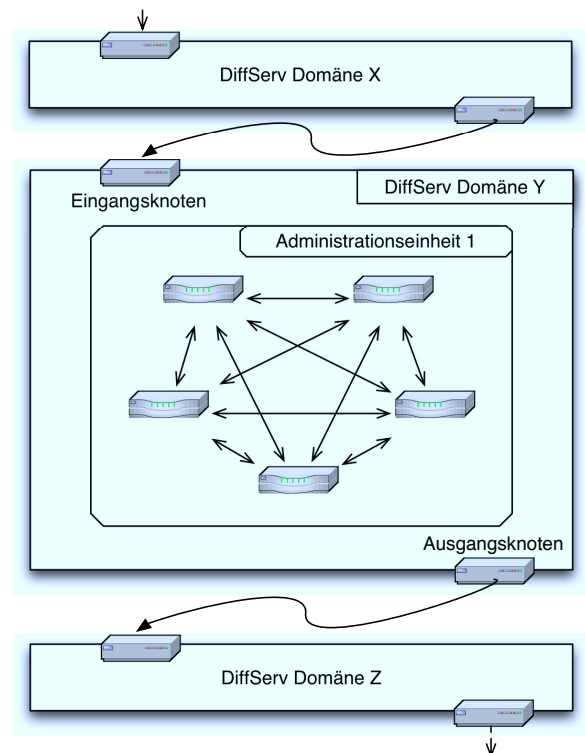 DiffServ Domäne X
Eingangsknoten
DiffServ Domäne Y
Administrationseinheit 1
Ausgangsknoten
DiffServ Domäne Z